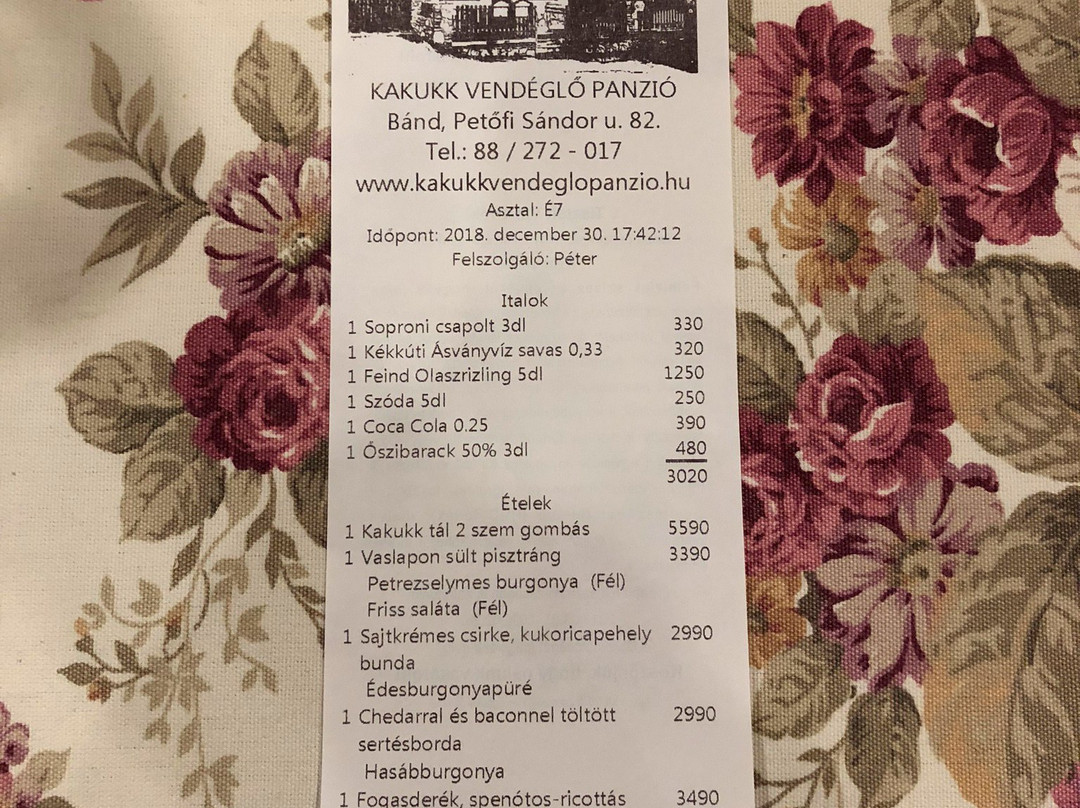 KAKUKK VENDÉGLŐ PANZIÓ
Bánd, Petőfi Sándor u. 82.
Tel.: 88 / 272 - 017
www.kakukkvendeglopanzio.hu
Asztal: É7
Időpont: 2018. december 30. 17:42:12
Felszolgáló: Péter
Italok
1 Soproni csapolt 3dl 330
1 Kékkúti Ásványvíz savas 0,33 320
1 Feind Olaszrizling 5dl 1250
1 Szóda 5dl 250
1 Coca Cola 0.25 390
1 Őszibarack 50% 3dl 480
3020
Ételek
1 Kakukk tál 2 szem gombás 5590
1 Vaslapon sült pisztráng 3390
Petrezselymes burgonya (Fél)
Friss saláta (Fél)
1 Sajtkrémes csirke, kukoricapehely 2990
bunda
Édesburgonyapüré
1 Chedarral és baconnel töltött 2990
sertésborda
Hasábburgonya
1 Fogasderék, spenótos-ricottás 3490